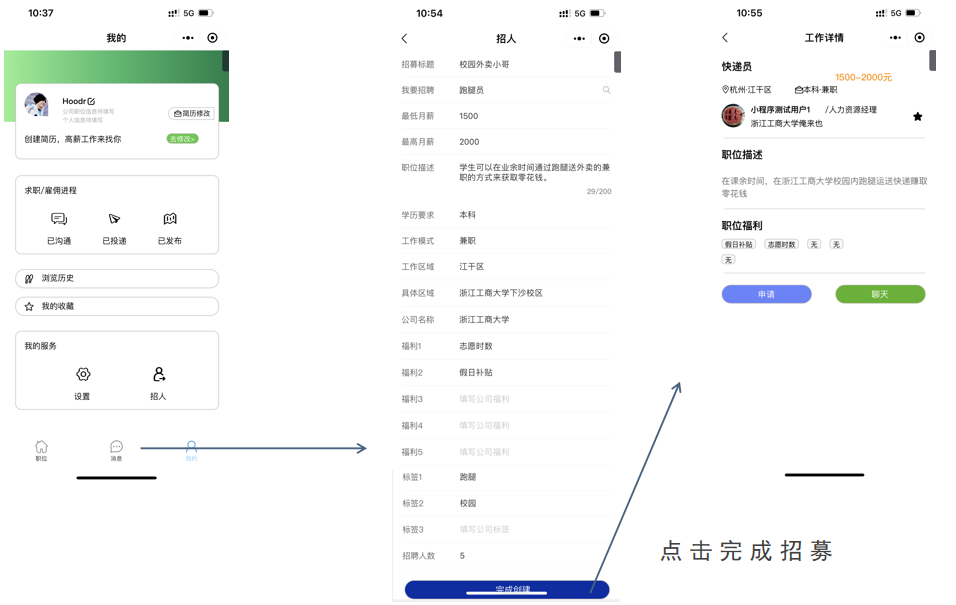 10:37
5G
我的
Hoodr
公司职位信息待填写
个人信息待填写
简历修改
创建简历，高薪工作来找你
去修改>
求职/雇佣进程
已沟通
已投递
已发布
浏览历史
我的收藏
我的服务
设置
招人
职位
消息
我的
10:54
5G
招人
招募标题 校园外卖小哥
我要招聘 跑腿员
最低月薪 1500
最高月薪 2000
职位描述 学生可以在业余时间通过跑腿送外卖的兼
职的方式来获取零花钱。
29/200
学历要求 本科
工作模式 兼职
工作区域 江干区
具体区域 浙江工商大学下沙校区
公司名称 浙江工商大学
福利1 志愿时数
福利2 假日补贴
福利3 填写公司福利
福利4 填写公司福利
福利5 填写公司福利
标签1 跑腿
标签2 校园
标签3 填写公司标签
招聘人数 5
完成创建
10:55
5G
工作详情
快递员
1500~2000元
杭州·江干区
本科·兼职
小程序测试用户1 /人力资源经理
浙江工商大学俺来也
职位描述
在课余时间，在浙江工商大学校园内跑腿运送快递赚取
零花钱
职位福利
假日补贴 志愿时数 无 无
无
申请
聊天
点击完成招募